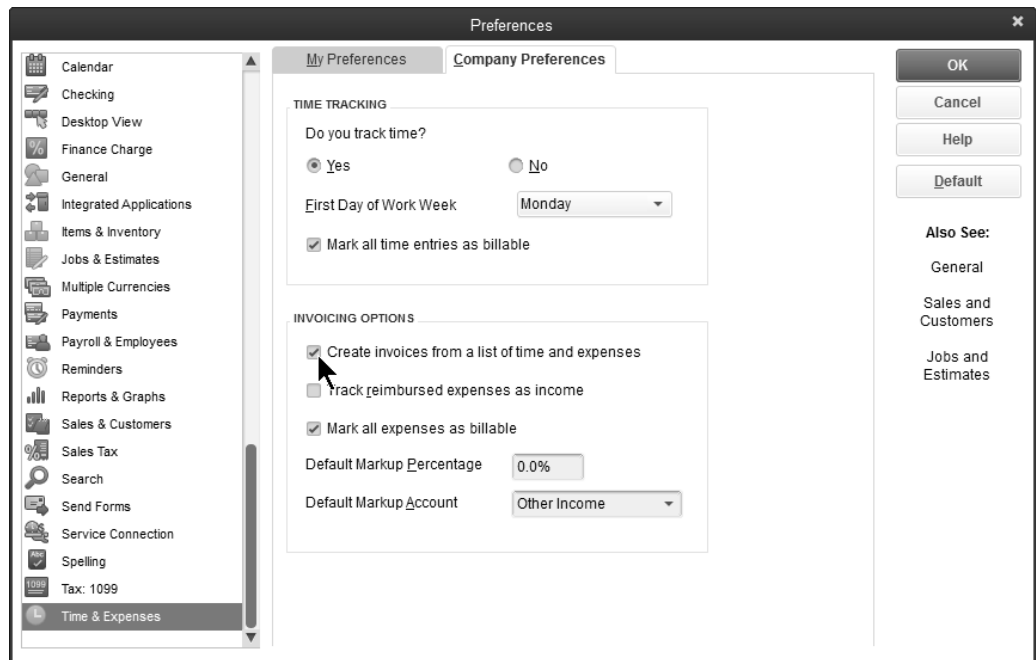 Preferences
Calendar
Checking
Desktop View
% Finance Charge
General
Integrated Applications
Items & Inventory
Jobs & Estimates
Multiple Currencies
Payments
Payroll & Employees
Reminders
Reports & Graphs
Sales & Customers
Sales Tax
Search
Send Forms
Service Connection
Abc Spelling
1099 Tax: 1099
Time & Expenses
My Preferences
Company Preferences
TIME TRACKING
Do you track time?
Yes No
First Day of Work Week Monday
Mark all time entries as billable
INVOICING OPTIONS
Create invoices from a list of time and expenses
Track reimbursed expenses as income
Mark all expenses as billable
Default Markup Percentage 0.0%
Default Markup Account Other Income
OK
Cancel
Help
Default
Also See:
General
Sales and
Customers
Jobs and
Estimates